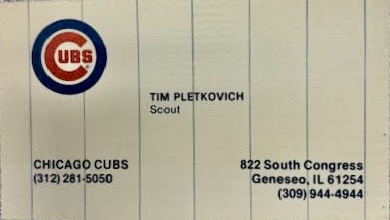 CUBS
TIM PLETKOVICH
Scout
CHICAGO CUBS
(312) 281-5050
822 South Congress
Geneseo, IL 61254
(309) 944-4944